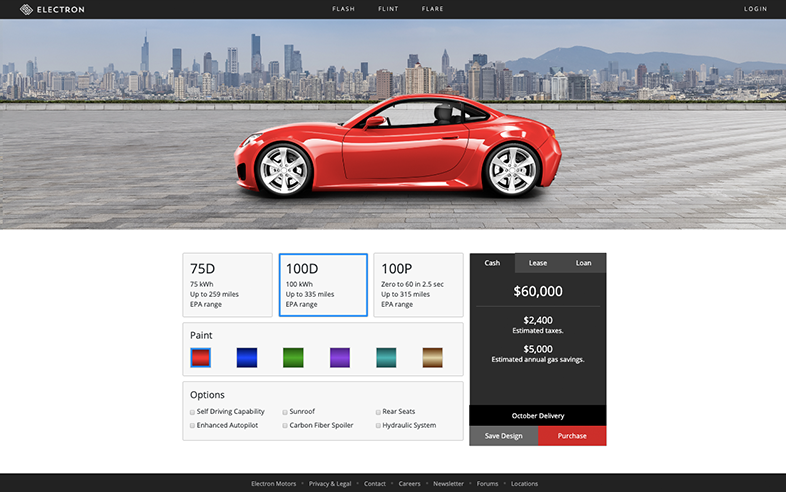 ELECTRON
FLASH FLINT FLARE
LOGIN
75D
75 kWh
Up to 259 miles
EPA range
100D
100 kWh
Up to 335 miles
EPA range
100P
Zero to 60 in 2.5 sec
Up to 315 miles
EPA range
Paint
Options
Self Driving Capability
Sunroof
Rear Seats
Enhanced Autopilot
Carbon Fiber Spoiler
Hydraulic System
Cash Lease Loan
$60,000
$2,400
Estimated taxes.
$5,000
Estimated annual gas savings.
October Delivery
Save Design Purchase
Electron Motors • Privacy & Legal • Contact • Careers • Newsletter • Forums • Locations